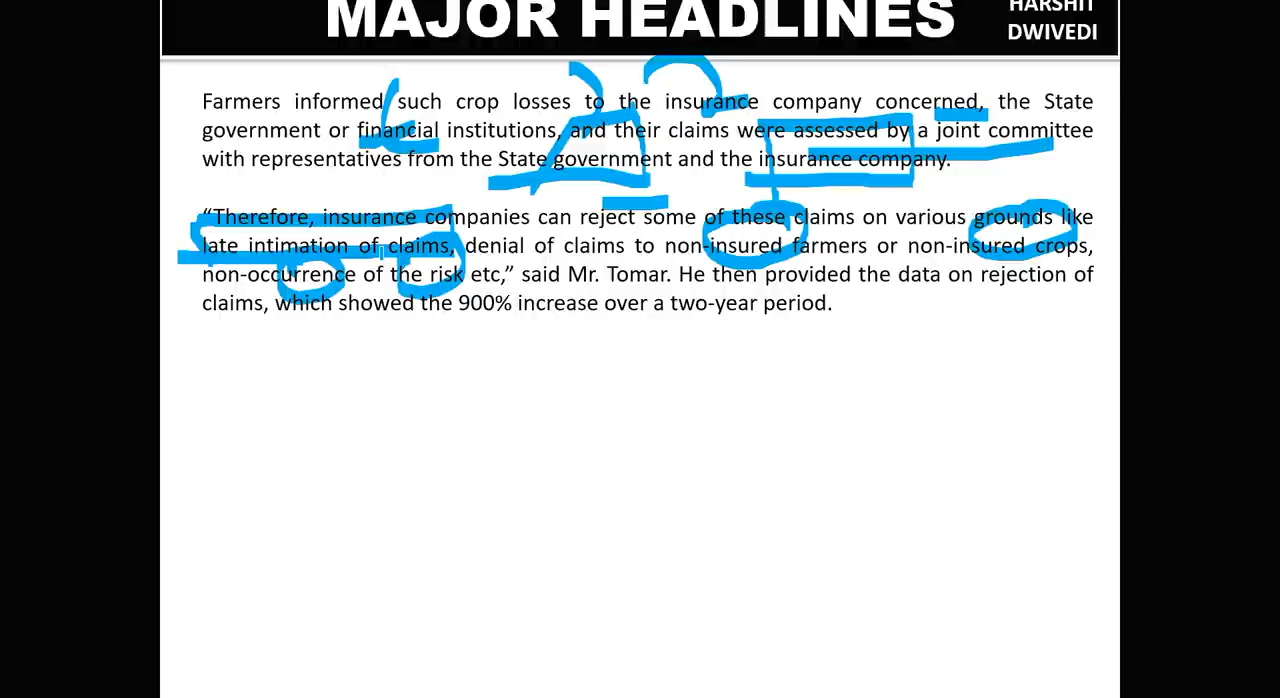 MAJOR HEADLINES
HARSHIT
DWIVEDI
Farmers informed such crop losses to the insurance company concerned, the State
government or financial institutions, and their claims were assessed by a joint committee
with representatives from the State government and the insurance company.
“Therefore, insurance companies can reject some of these claims on various grounds like
late intimation of claims, denial of claims to non-insured farmers or non-insured crops,
non-occurrence of the risk etc,” said Mr. Tomar. He then provided the data on rejection of
claims, which showed the 900% increase over a two-year period.